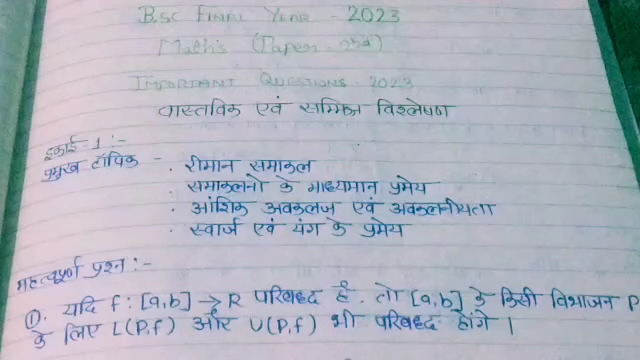 B.Sc FINAL YEAR - 2023
Maths (Paper - 2nd)
IMPORTANT QUESTIONS - 2023
वास्तविक एवं सम्मिश्र विश्लेषण
इकाई - 1 :-
प्रमुख टॉपिक - . रीमान समाकल
. समाकलनो के माध्यमान प्रमेय
. आंशिक अवकलज एवं अवकलनीयता
. स्वार्ज एवं यंग के प्रमेय
महत्वपूर्ण प्रश्न :-
①. यदि f : [a,b] → R परिबद्ध है, तो [a,b] के किसी विभाजन P
के लिए L(P,f) और U(P,f) भी परिबद्ध होंगे |